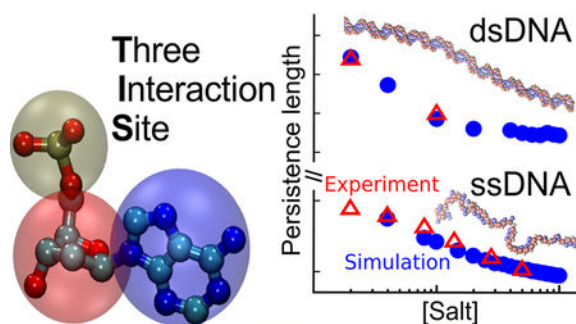 Three
Interaction
Site
Persistence length
dsDNA
Experiment
ssDNA
Simulation
[Salt]